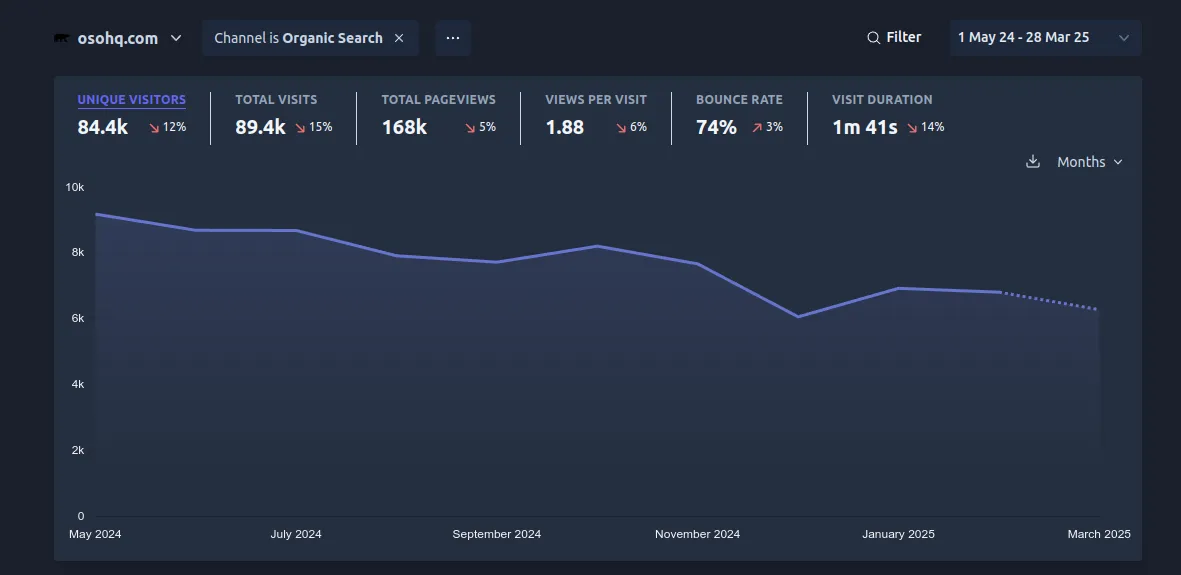 osohq.com
Channel is Organic Search ×
...
Filter
1 May 24 - 28 Mar 25
UNIQUE VISITORS
84.4k ↘ 12%
TOTAL VISITS
89.4k ↘ 15%
TOTAL PAGEVIEWS
168k ↘ 5%
VIEWS PER VISIT
1.88 ↘ 6%
BOUNCE RATE
74% ↗ 3%
VISIT DURATION
1m 41s ↘ 14%
Months
10k
8k
6k
4k
2k
0
May 2024
July 2024
September 2024
November 2024
January 2025
March 2025